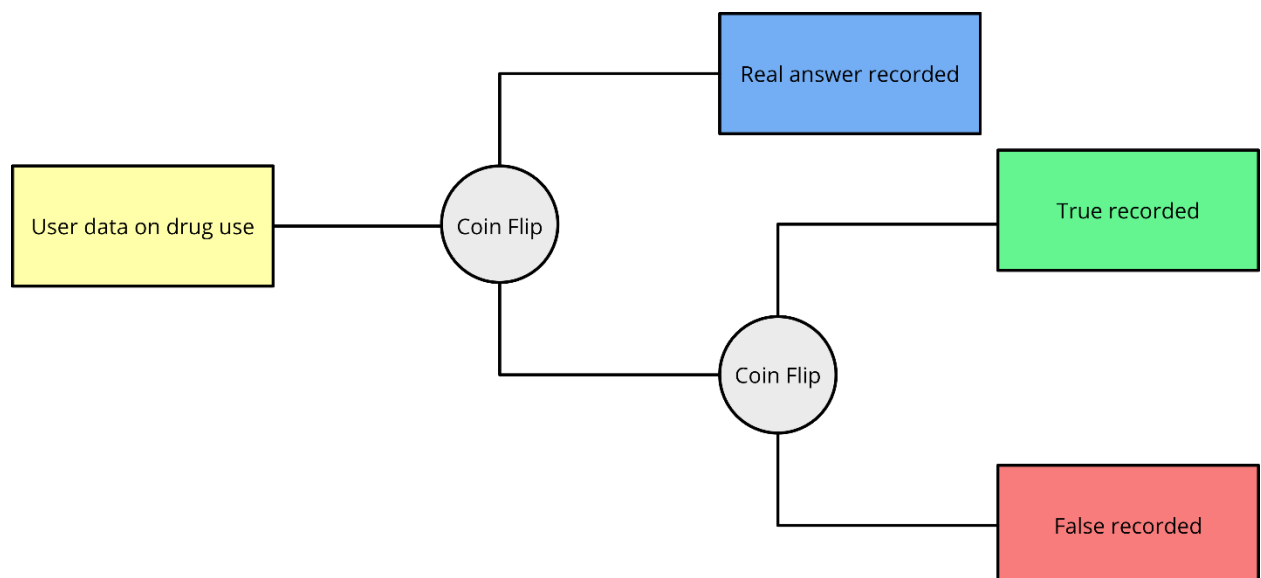 Real answer recorded
User data on drug use
Coin Flip
True recorded
Coin Flip
False recorded